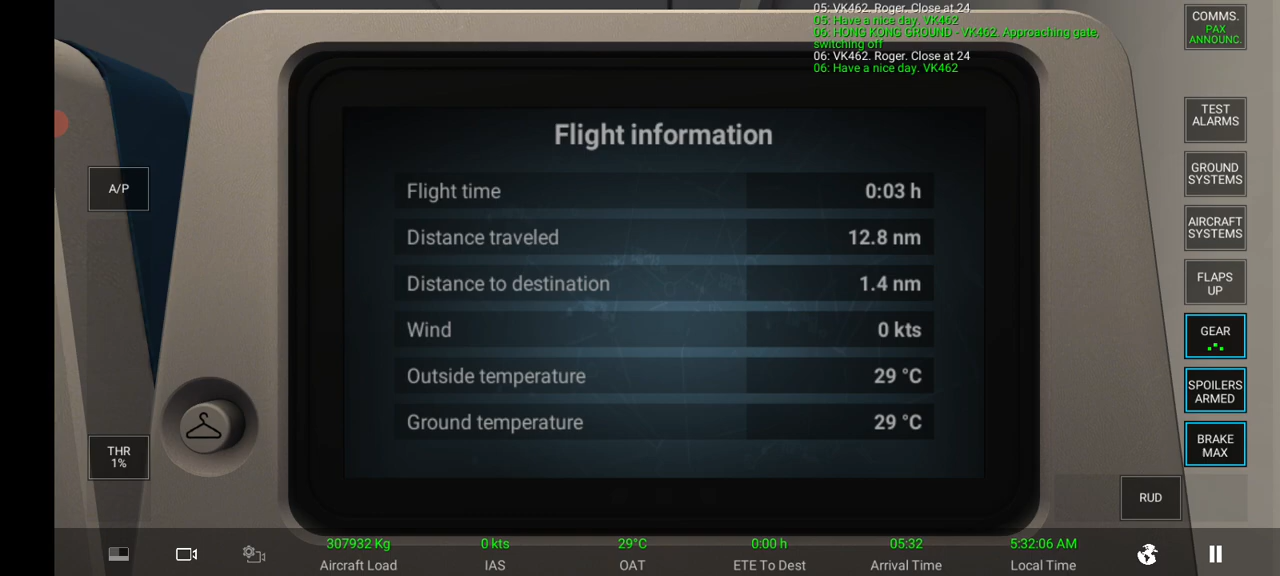 05: VK462. Roger. Close at 24
05: Have a nice day. VK462
06: HONG KONG GROUND - VK462. Approaching gate,
switching off
06: VK462. Roger. Close at 24
06: Have a nice day. VK462
COMMS.
PAX
ANNOUNC.
Flight information
TEST
ALARMS
A/P
Flight time 0:03 h
GROUND
SYSTEMS
Distance traveled 12.8 nm
AIRCRAFT
SYSTEMS
Distance to destination 1.4 nm
FLAPS
UP
Wind 0 kts
GEAR
Outside temperature 29 °C
SPOILERS
ARMED
Ground temperature 29 °C
BRAKE
MAX
THR
1%
RUD
307932 Kg 0 kts 29°C 0:00 h 05:32 5:32:06 AM
Aircraft Load IAS OAT ETE To Dest Arrival Time Local Time